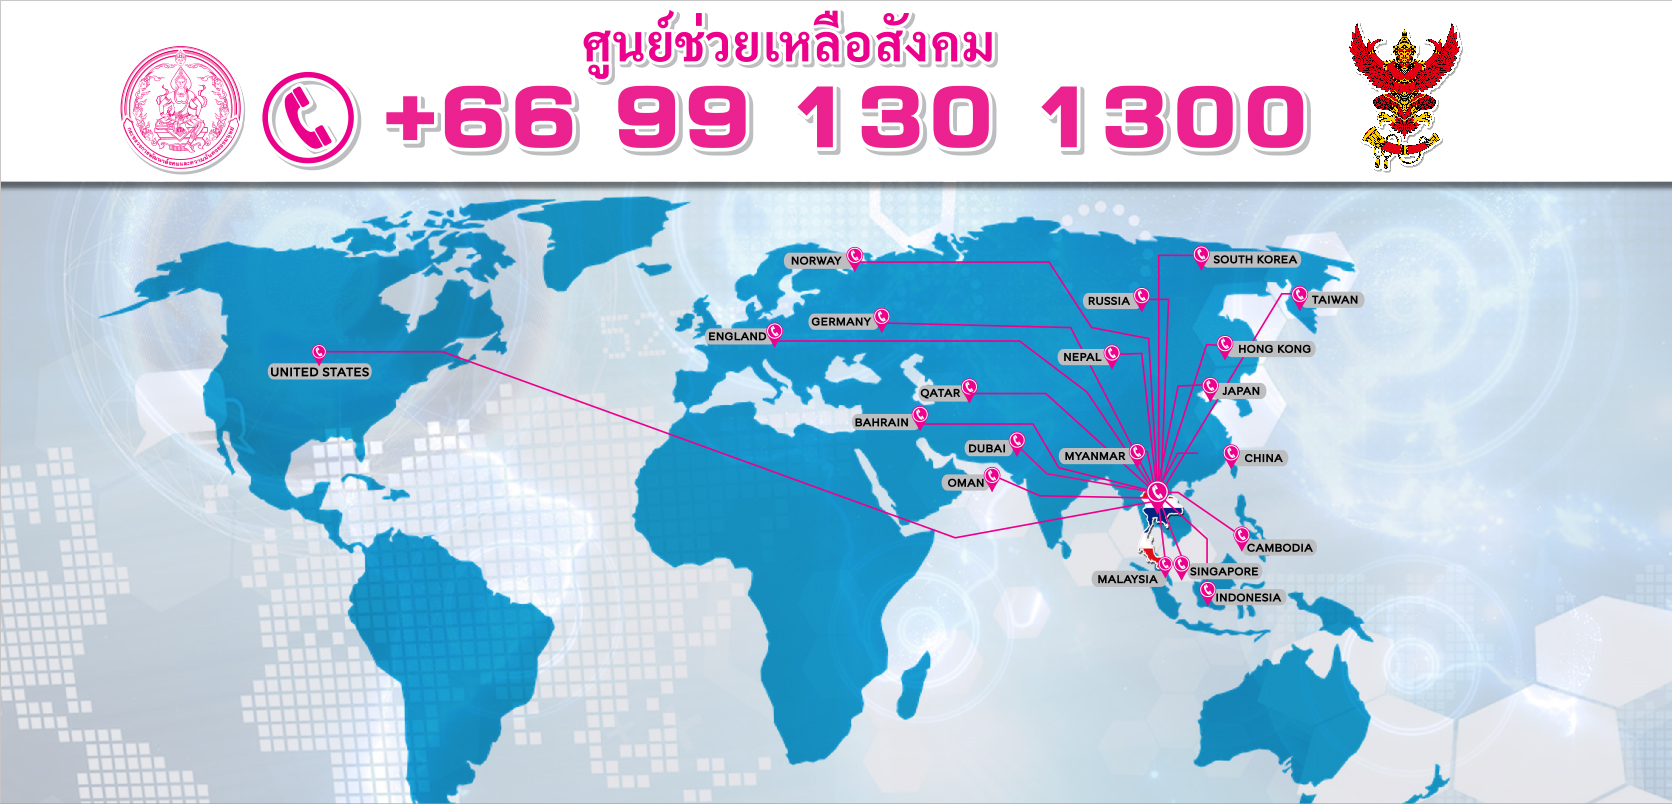 ศูนย์ช่วยเหลือสังคม
+66 99 130 1300
NORWAY
SOUTH KOREA
RUSSIA
TAIWAN
GERMANY
ENGLAND
HONG KONG
NEPAL
UNITED STATES
QATAR
JAPAN
BAHRAIN
DUBAI
MYANMAR
CHINA
OMAN
CAMBODIA
SINGAPORE
MALAYSIA
INDONESIA